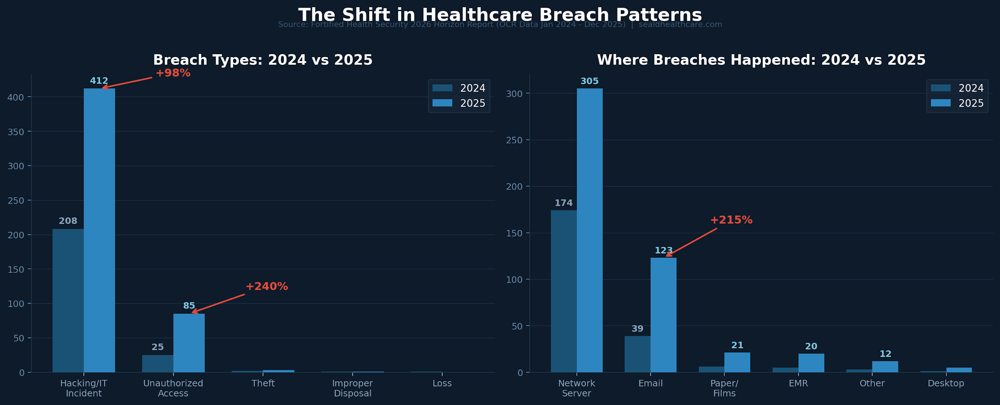 The Shift in Healthcare Breach Patterns
Source: Fortified Health Security 2026 Horizon Report (OCR Data Jan 2024 - Dec 2025) | sealdhealthcare.com
Breach Types: 2024 vs 2025
+98%
412
2024
2025
400
350
300
250
208
200
150
+240%
100
85
50
25
0
Hacking/IT
Incident
Unauthorized
Access
Theft
Improper
Disposal
Loss
Where Breaches Happened: 2024 vs 2025
305
2024
2025
300
250
200
174
+215%
150
123
100
50
39
21
20
12
0
Network
Server
Email
Paper/
Films
EMR
Other
Desktop